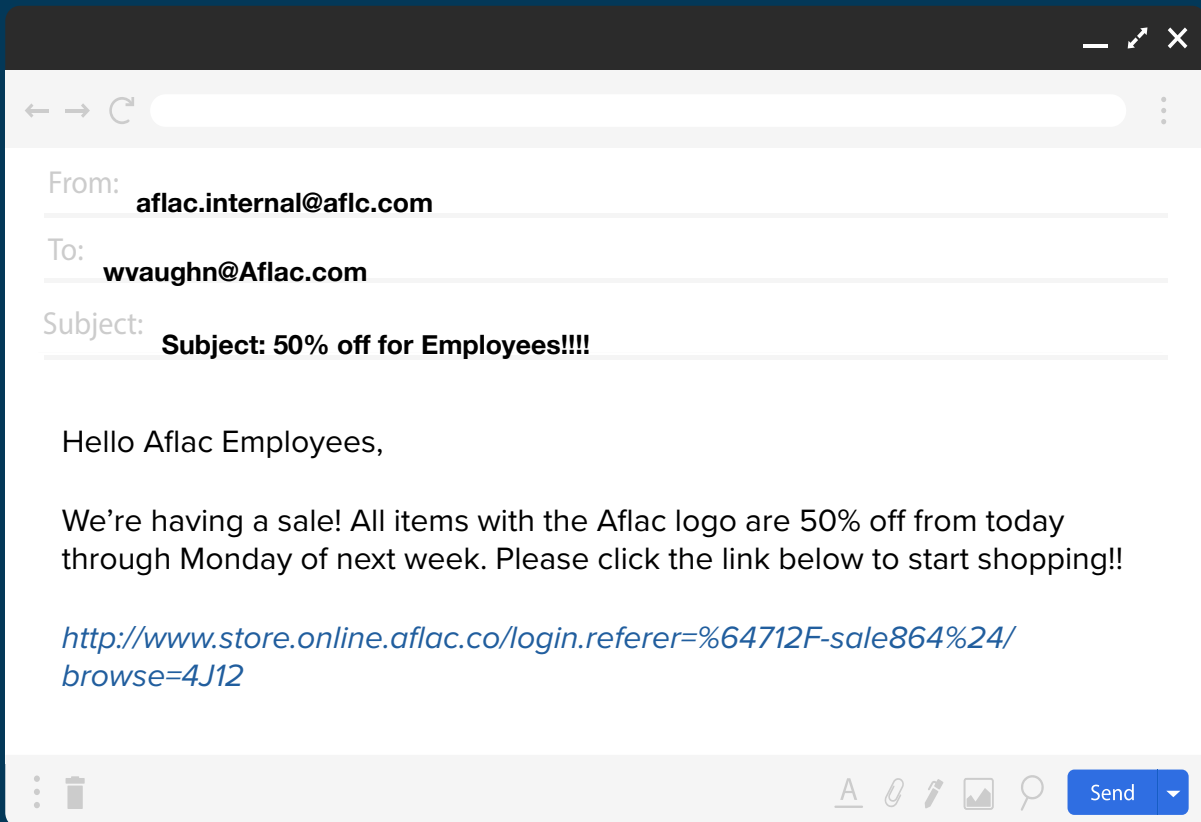 From:
aflac.internal@aflc.com
To:
wvaughn@Aflac.com
Subject:
Subject: 50% off for Employees!!!!
Hello Aflac Employees,
We’re having a sale! All items with the Aflac logo are 50% off from today
through Monday of next week. Please click the link below to start shopping!!
http://www.store.online.aflac.co/login.referer=%64712F-sale864%24/
browse=4J12
A
Send